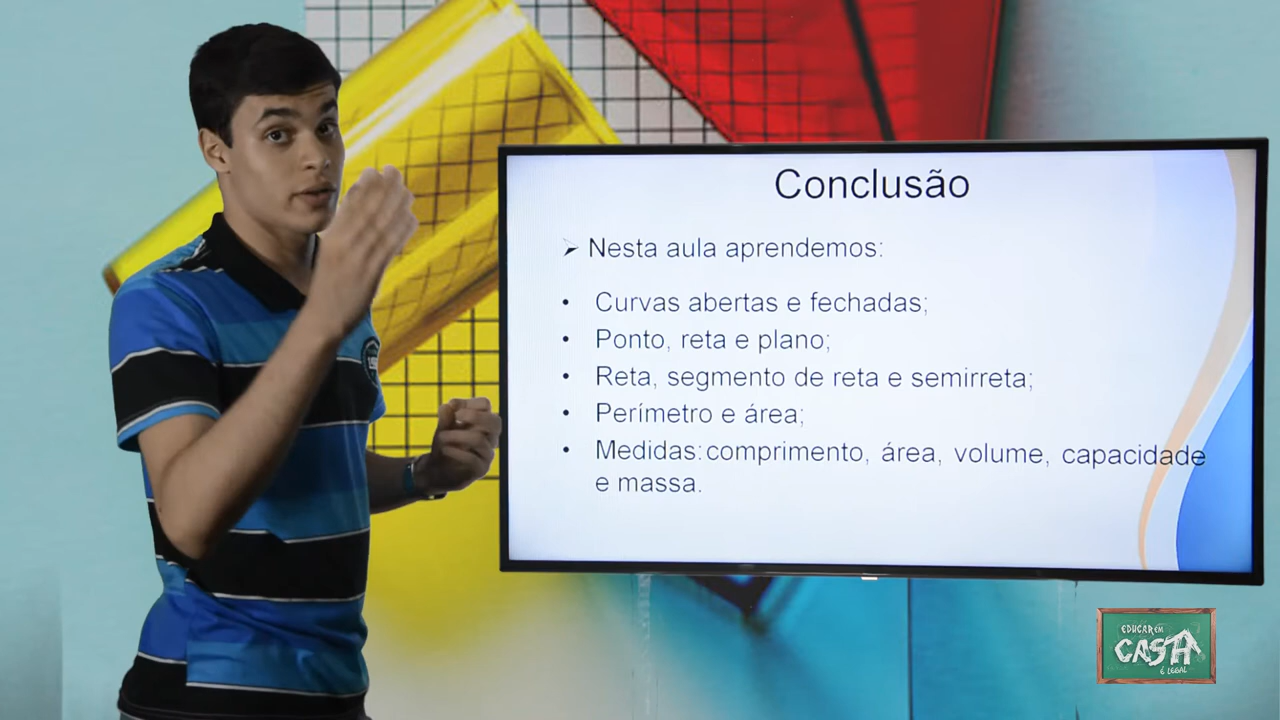 Conclusão
➢ Nesta aula aprendemos:
• Curvas abertas e fechadas;
• Ponto, reta e plano;
• Reta, segmento de reta e semirreta;
• Perímetro e área;
• Medidas: comprimento, área, volume, capacidade
e massa.
EDUCAR EM
CASA
É LEGAL